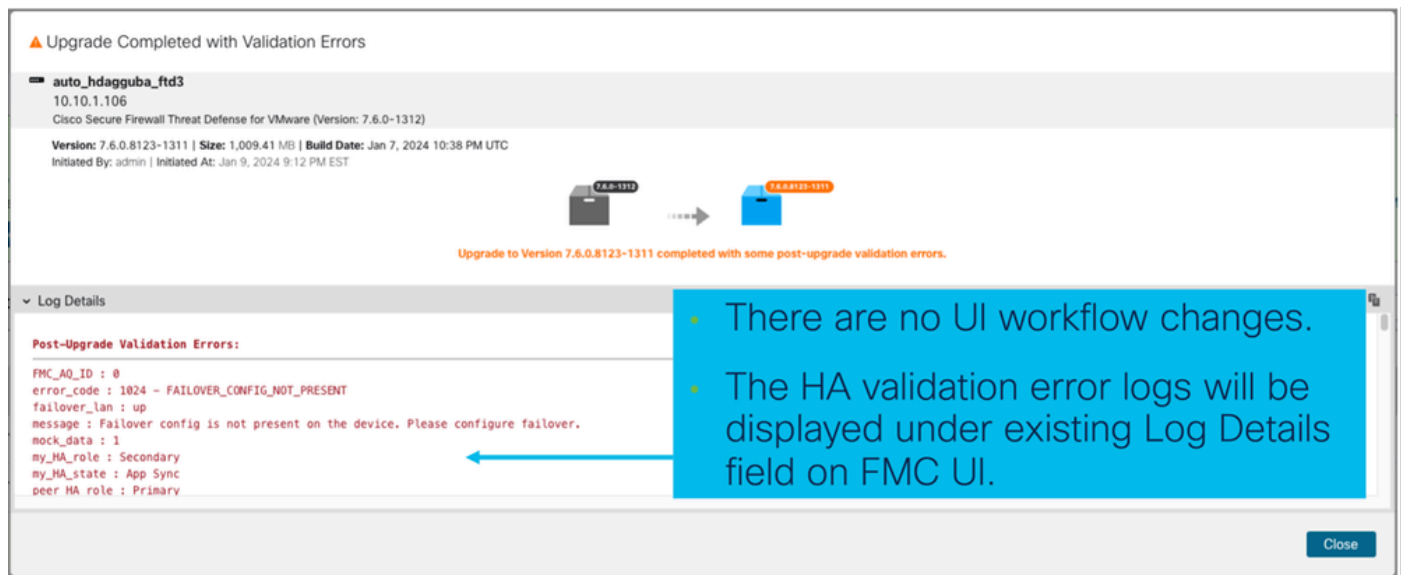 Upgrade Completed with Validation Errors
auto_hdagguba_ftd3
10.10.1.106
Cisco Secure Firewall Threat Defense for VMware (Version: 7.6.0-1312)
Version: 7.6.0.8123-1311 | Size: 1,009.41 MB | Build Date: Jan 7, 2024 10:38 PM UTC
Initiated By: admin | Initiated At: Jan 9, 2024 9:12 PM EST
7.6.0-1312
7.6.0.8123-1311
Upgrade to Version 7.6.0.8123-1311 completed with some post-upgrade validation errors.
Log Details
Post-Upgrade Validation Errors:
FMC_AQ_ID : 0
error_code : 1024 - FAILOVER_CONFIG_NOT_PRESENT
failover_lan : up
message : Failover config is not present on the device. Please configure failover.
mock_data : 1
my_HA_role : Secondary
my_HA_state : App Sync
peer HA role : Primary
• There are no UI workflow changes.
• The HA validation error logs will be
displayed under existing Log Details
field on FMC UI.
Close